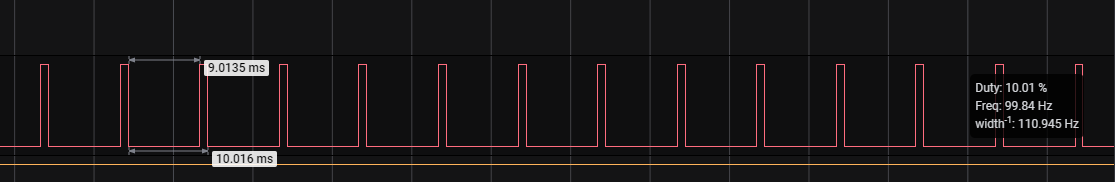 9.0135 ms
10.016 ms
Duty: 10.01 %
Freq: 99.84 Hz
width-1: 110.945 Hz